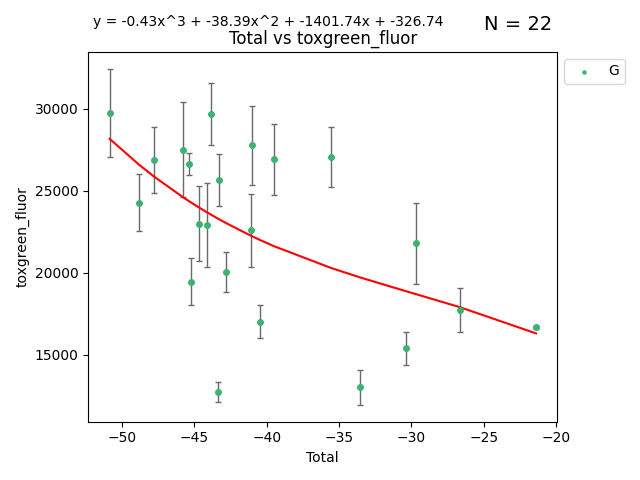 y = -0.43x^3 + -38.39x^2 + -1401.74x + -326.74
N = 22
Total vs toxgreen_fluor
G
30000
25000
20000
15000
toxgreen_fluor
−50 −45 −40 −35 −30 −25 −20
Total